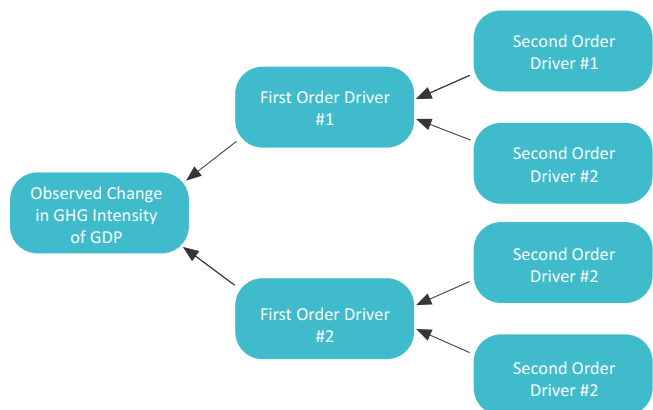 Second Order
Driver #1
First Order Driver
#1
Second Order
Driver #2
Observed Change
in GHG Intensity
of GDP
Second Order
Driver #2
First Order Driver
#2
Second Order
Driver #2